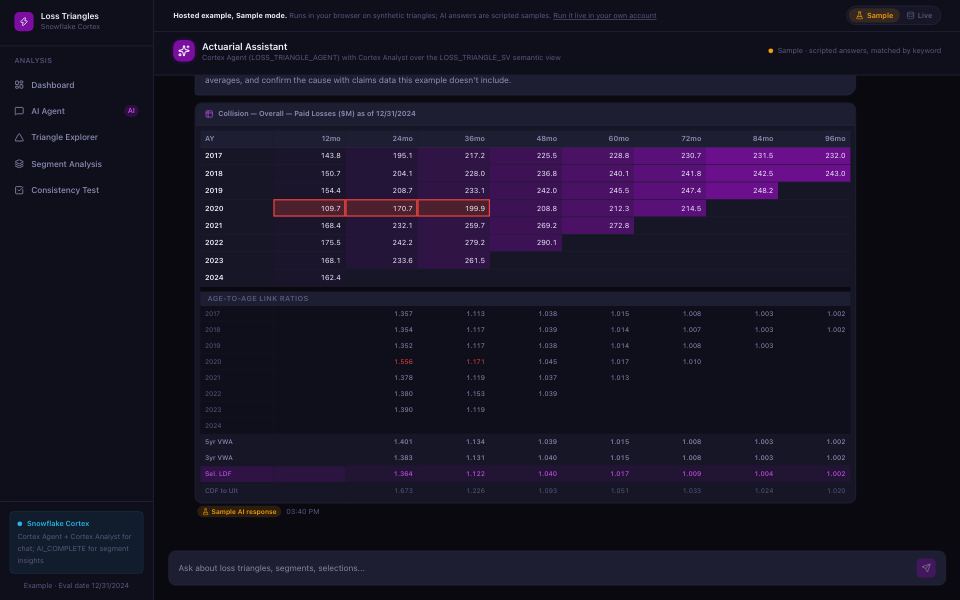 Loss Triangles
Snowflake Cortex
ANALYSIS
Dashboard
AI Agent AI
Triangle Explorer
Segment Analysis
Consistency Test
Snowflake Cortex
Cortex Agent + Cortex Analyst for
chat; AI_COMPLETE for segment
insights
Example · Eval date 12/31/2024
Hosted example, Sample mode. Runs in your browser on synthetic triangles; AI answers are scripted samples. Run it live in your own account
Sample Live
Actuarial Assistant
Cortex Agent (LOSS_TRIANGLE_AGENT) with Cortex Analyst over the LOSS_TRIANGLE_SV semantic view
Sample · scripted answers, matched by keyword
averages, and confirm the cause with claims data this example doesn't include.
Collision — Overall — Paid Losses ($M) as of 12/31/2024
AY 12mo 24mo 36mo 48mo 60mo 72mo 84mo 96mo
2017 143.8 195.1 217.2 225.5 228.8 230.7 231.5 232.0
2018 150.7 204.1 228.0 236.8 240.1 241.8 242.5 243.0
2019 154.4 208.7 233.1 242.0 245.5 247.4 248.2
2020 109.7 170.7 199.9 208.8 212.3 214.5
2021 168.4 232.1 259.7 269.2 272.8
2022 175.5 242.2 279.2 290.1
2023 168.1 233.6 261.5
2024 162.4
AGE-TO-AGE LINK RATIOS
2017 1.357 1.113 1.038 1.015 1.008 1.003 1.002
2018 1.354 1.117 1.039 1.014 1.007 1.003 1.002
2019 1.352 1.117 1.038 1.014 1.008 1.003
2020 1.556 1.171 1.045 1.017 1.010
2021 1.378 1.119 1.037 1.013
2022 1.380 1.153 1.039
2023 1.390 1.119
2024
5yr VWA 1.401 1.134 1.039 1.015 1.008 1.003 1.002
3yr VWA 1.383 1.131 1.040 1.015 1.008 1.003 1.002
Sel. LDF 1.364 1.122 1.040 1.017 1.009 1.004 1.002
CDF to Ult 1.673 1.226 1.093 1.051 1.033 1.024 1.020
Sample AI response 03:40 PM
Ask about loss triangles, segments, selections...